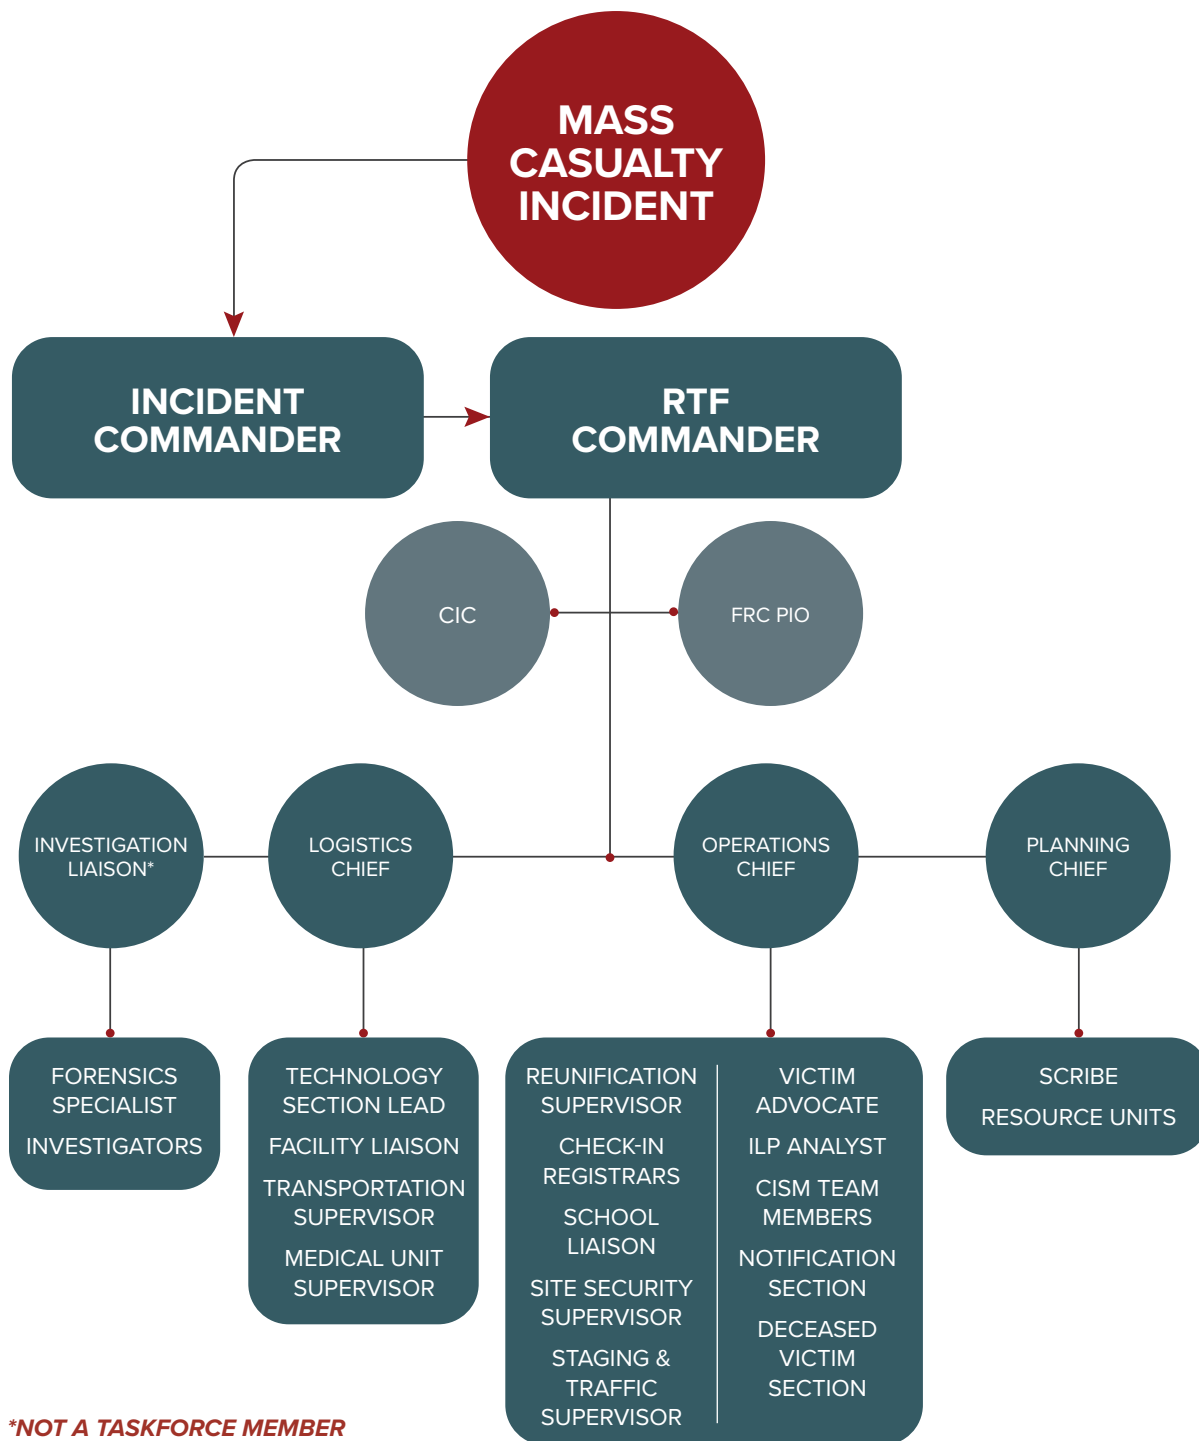 MASS
CASUALTY
INCIDENT
INCIDENT
COMMANDER
RTF
COMMANDER
CIC
FRC PIO
INVESTIGATION
LIAISON*
LOGISTICS
CHIEF
OPERATIONS
CHIEF
PLANNING
CHIEF
FORENSICS
SPECIALIST
INVESTIGATORS
TECHNOLOGY
SECTION LEAD
FACILITY LIAISON
TRANSPORTATION
SUPERVISOR
MEDICAL UNIT
SUPERVISOR
REUNIFICATION
SUPERVISOR
CHECK-IN
REGISTRARS
SCHOOL
LIAISON
SITE SECURITY
SUPERVISOR
STAGING &
TRAFFIC
SUPERVISOR
VICTIM
ADVOCATE
ILP ANALYST
CISM TEAM
MEMBERS
NOTIFICATION
SECTION
DECEASED
VICTIM
SECTION
SCRIBE
RESOURCE UNITS
*NOT A TASKFORCE MEMBER